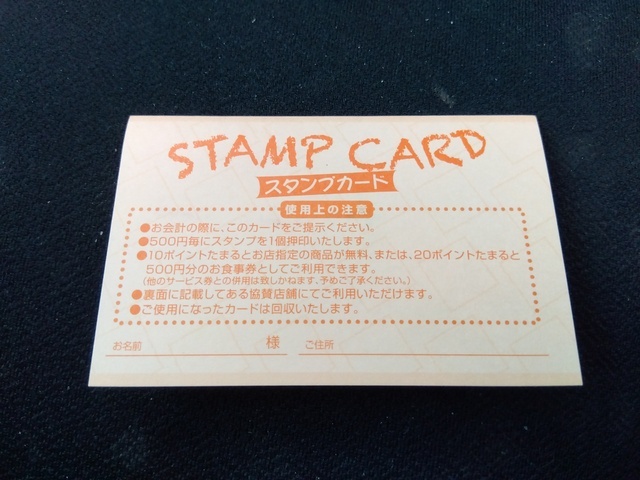 STAMP CARD
スタンプカード
使用上の注意
●お会計の際に、このカードをご提示ください。
●500円毎にスタンプを1個押印いたします。
●10ポイントたまるとお店指定の商品が無料、または、20ポイントたまると
500円分のお食事券としてご利用できます。
(他のサービス券との併用は致しかねます、予めご了承ください。)
●裏面に記載してある協賛店舗にてご利用いただけます。
●ご使用になったカードは回収いたします。
お名前 様 ご住所